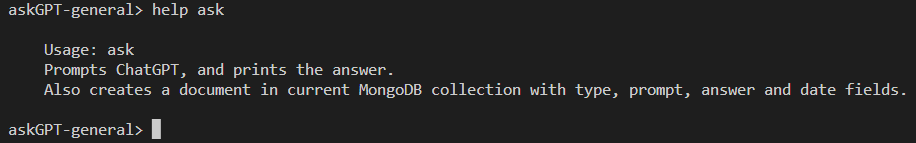 askGPT-general> help ask
Usage: ask
Prompts ChatGPT, and prints the answer.
Also creates a document in current MongoDB collection with type, prompt, answer and date fields.
askGPT-general>